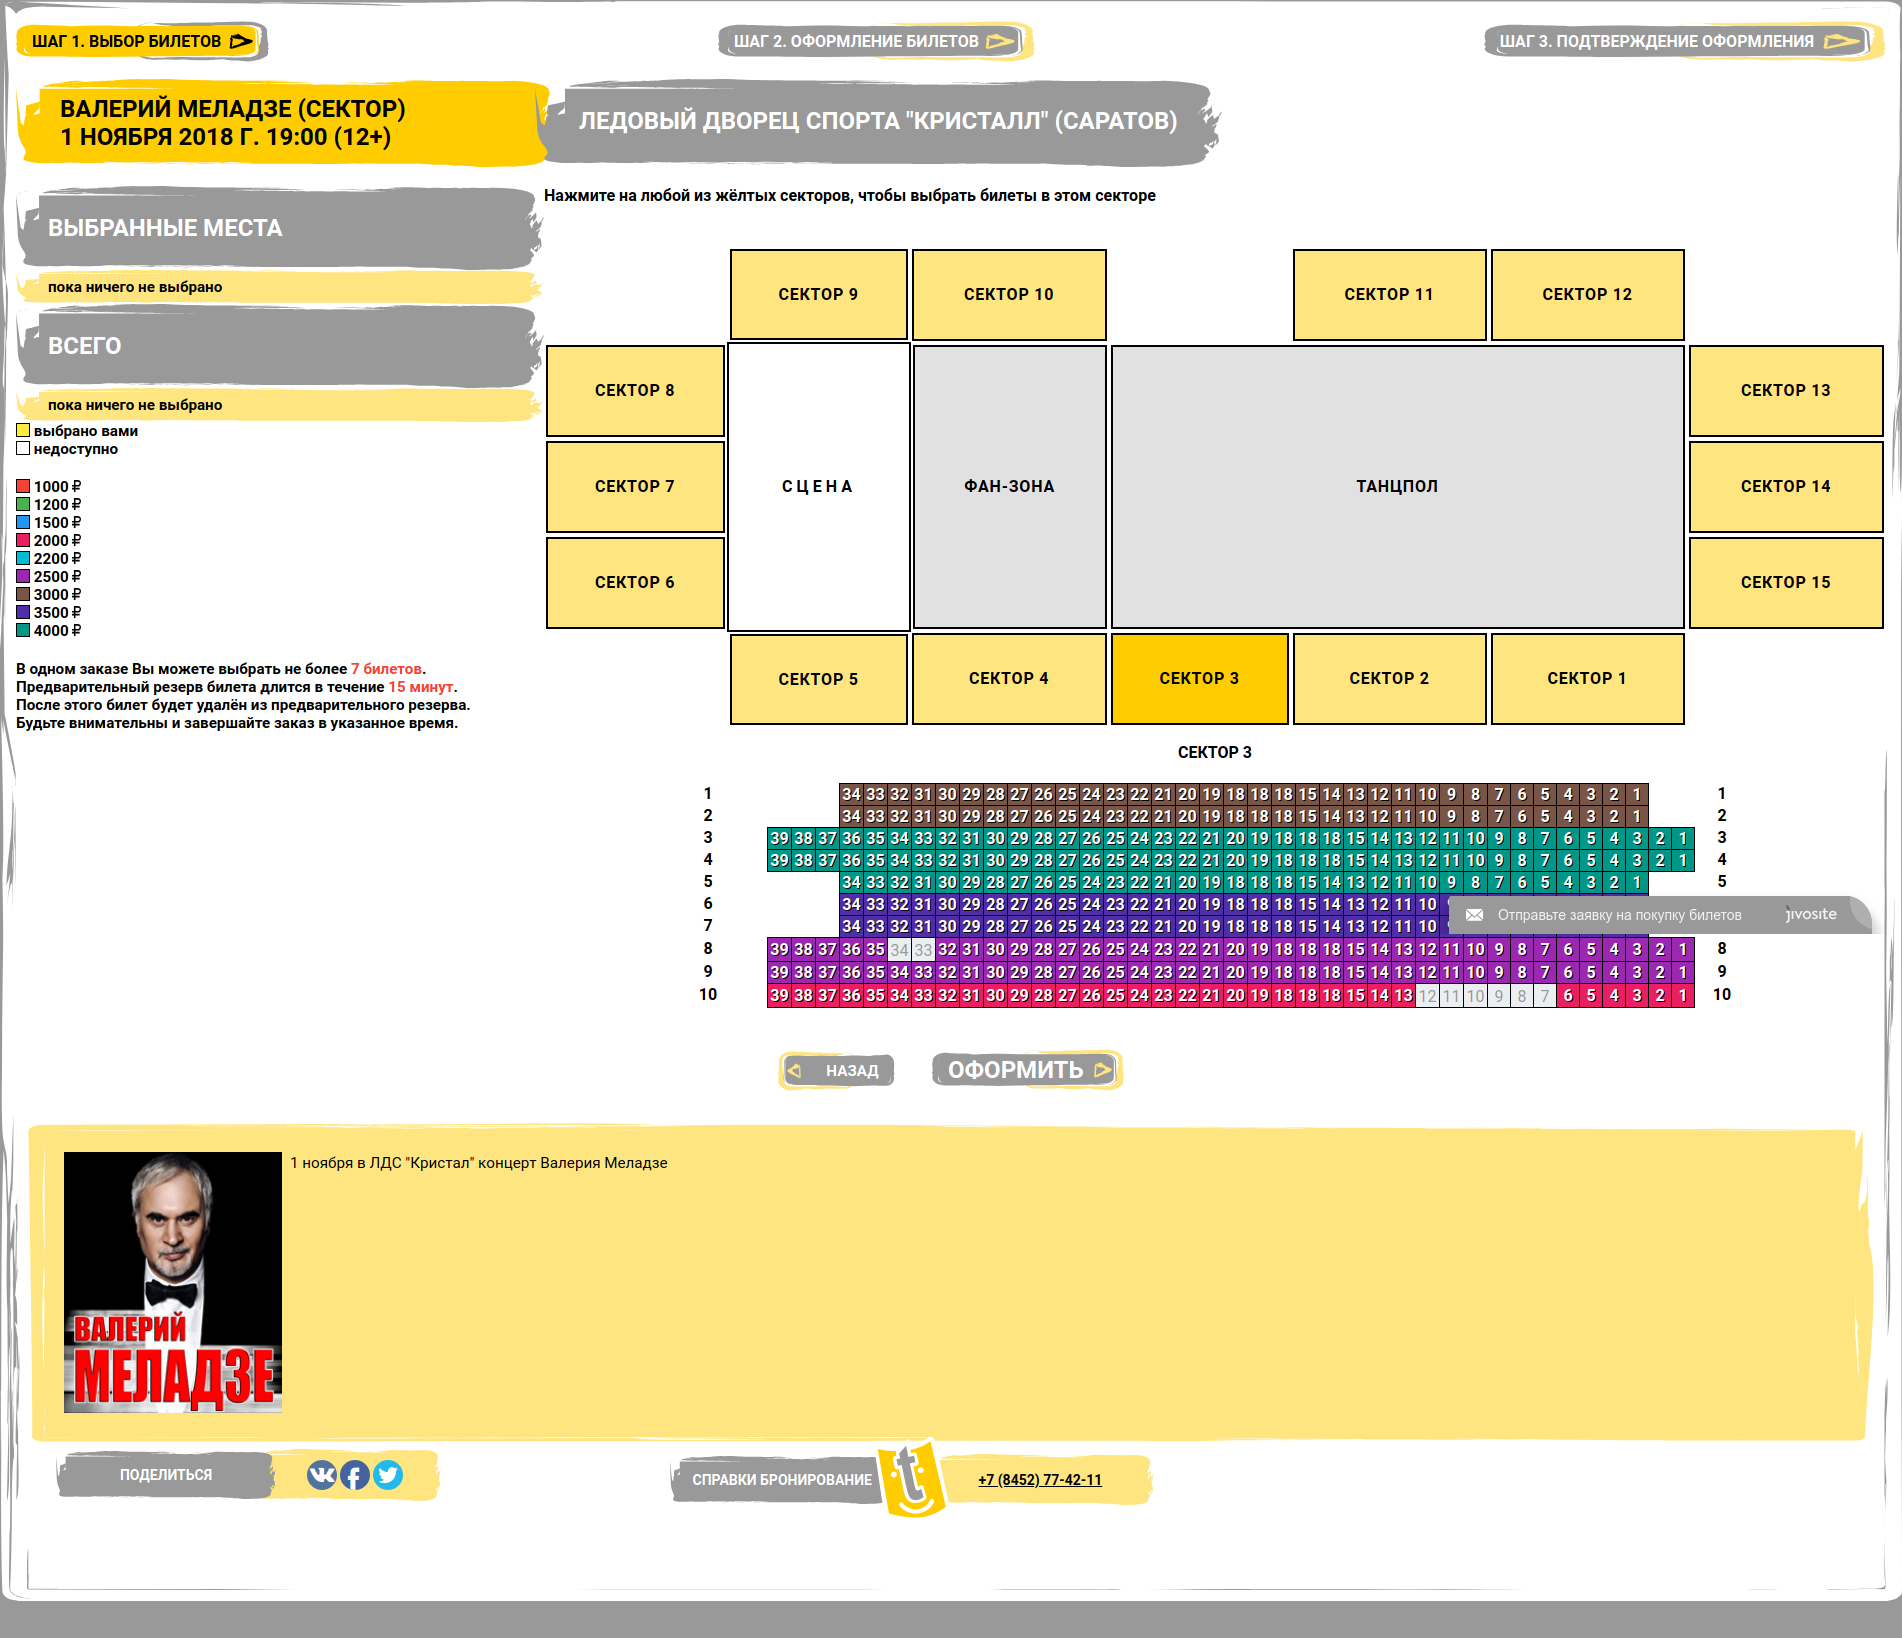 ШАГ 1. ВЫБОР БИЛЕТОВ
ШАГ 2. ОФОРМЛЕНИЕ БИЛЕТОВ
ШАГ 3. ПОДТВЕРЖДЕНИЕ ОФОРМЛЕНИЯ
ВАЛЕРИЙ МЕЛАДЗЕ (СЕКТОР)
1 НОЯБРЯ 2018 Г. 19:00 (12+)
ЛЕДОВЫЙ ДВОРЕЦ СПОРТА "КРИСТАЛЛ" (САРАТОВ)
ВЫБРАННЫЕ МЕСТА
пока ничего не выбрано
ВСЕГО
пока ничего не выбрано
выбрано вами
недоступно
1000 ₽
1200 ₽
1500 ₽
2000 ₽
2200 ₽
2500 ₽
3000 ₽
3500 ₽
4000 ₽
В одном заказе Вы можете выбрать не более 7 билетов.
Предварительный резерв билета длится в течение 15 минут.
После этого билет будет удалён из предварительного резерва.
Будьте внимательны и завершайте заказ в указанное время.
Нажмите на любой из жёлтых секторов, чтобы выбрать билеты в этом секторе
СЕКТОР 9
СЕКТОР 10
СЕКТОР 11
СЕКТОР 12
СЕКТОР 8
СЕКТОР 13
СЕКТОР 7
СЦЕНА
ФАН-ЗОНА
ТАНЦПОЛ
СЕКТОР 14
СЕКТОР 6
СЕКТОР 15
СЕКТОР 5
СЕКТОР 4
СЕКТОР 3
СЕКТОР 2
СЕКТОР 1
СЕКТОР 3
1 34 33 32 31 30 29 28 27 26 25 24 23 22 21 20 19 18 18 18 15 14 13 12 11 10 9 8 7 6 5 4 3 2 1 1
2 34 33 32 31 30 29 28 27 26 25 24 23 22 21 20 19 18 18 18 15 14 13 12 11 10 9 8 7 6 5 4 3 2 1 2
3 39 38 37 36 35 34 33 32 31 30 29 28 27 26 25 24 23 22 21 20 19 18 18 18 15 14 13 12 11 10 9 8 7 6 5 4 3 2 1 3
4 39 38 37 36 35 34 33 32 31 30 29 28 27 26 25 24 23 22 21 20 19 18 18 18 15 14 13 12 11 10 9 8 7 6 5 4 3 2 1 4
5 34 33 32 31 30 29 28 27 26 25 24 23 22 21 20 19 18 18 18 15 14 13 12 11 10 9 8 7 6 5 4 3 2 1 5
6 34 33 32 31 30 29 28 27 26 25 24 23 22 21 20 19 18 18 18 15 14 13 12 11 10
7 34 33 32 31 30 29 28 27 26 25 24 23 22 21 20 19 18 18 18 15 14 13 12 11 10
Отправьте заявку на покупку билетов jivosite
8 39 38 37 36 35 34 33 32 31 30 29 28 27 26 25 24 23 22 21 20 19 18 18 18 15 14 13 12 11 10 9 8 7 6 5 4 3 2 1 8
9 39 38 37 36 35 34 33 32 31 30 29 28 27 26 25 24 23 22 21 20 19 18 18 18 15 14 13 12 11 10 9 8 7 6 5 4 3 2 1 9
10 39 38 37 36 35 34 33 32 31 30 29 28 27 26 25 24 23 22 21 20 19 18 18 18 15 14 13 12 11 10 9 8 7 6 5 4 3 2 1 10
НАЗАД
ОФОРМИТЬ
1 ноября в ЛДС "Кристал" концерт Валерия Меладзе
ВАЛЕРИЙ
МЕЛАДЗЕ
ПОДЕЛИТЬСЯ
СПРАВКИ БРОНИРОВАНИЕ
+7 (8452) 77-42-11